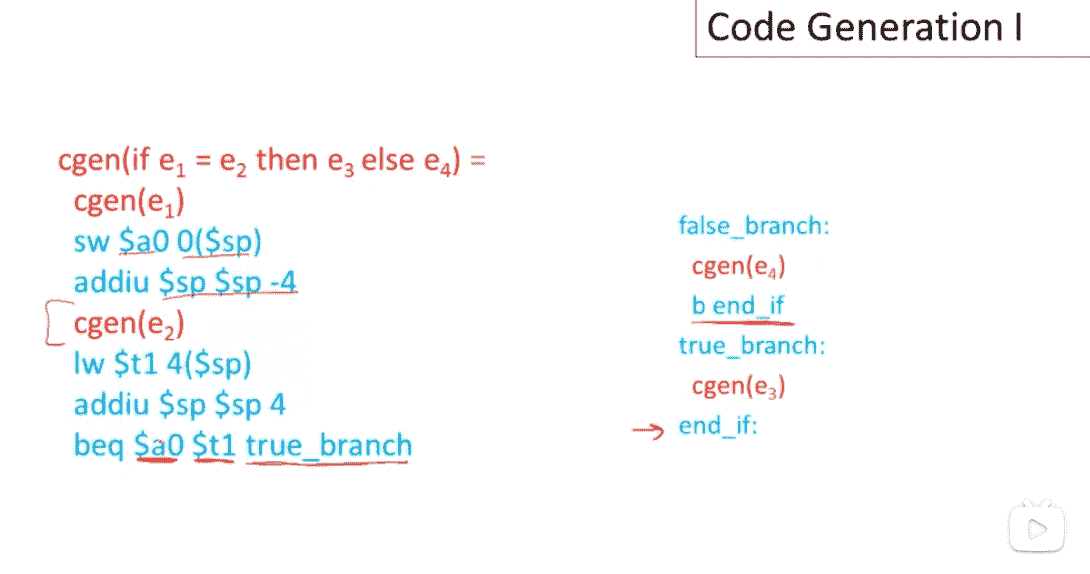 Code Generation I
cgen(if e₁ = e₂ then e₃ else e₄) =
cgen(e₁)
sw $a0 0($sp)
addiu $sp $sp -4
cgen(e₂)
lw $t1 4($sp)
addiu $sp $sp 4
beq $a0 $t1 true_branch
false_branch:
cgen(e₄)
b end_if
true_branch:
cgen(e₃)
end_if: